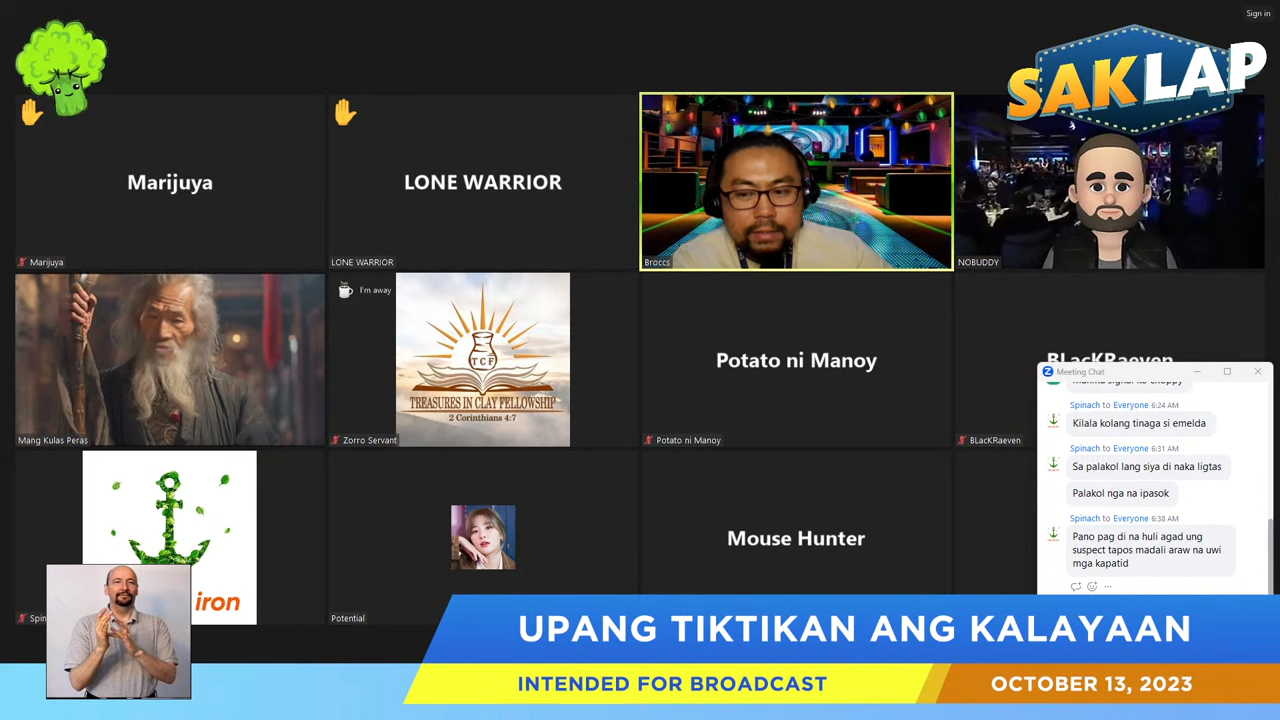 Sign in
SAKLAP
Marijuya
LONE WARRIOR
Marijuya
LONE WARRIOR
Broccs
NOBUDDY
I'm away
TCF
TREASURES IN CLAY FELLOWSHIP
2 Corinthians 4:7
Potato ni Manoy
BLacKRaeven
Mang Kulas Peras
Zorro Servant
Potato ni Manoy
BLAcKRaeven
Meeting Chat
Spinach to Everyone 6:24 AM
Kilala kolang tinaga si emelda
Spinach to Everyone 6:31 AM
Sa palakol lang siya di naka ligtas
Palakol nga na ipasok
Spinach to Everyone 6:38 AM
Pano pag di na huli agad ung
suspect tapos madali araw na uwi
mga kapatid
iron
Mouse Hunter
Spin
Potential
UPANG TIKTIKAN ANG KALAYAAN
INTENDED FOR BROADCAST
OCTOBER 13, 2023